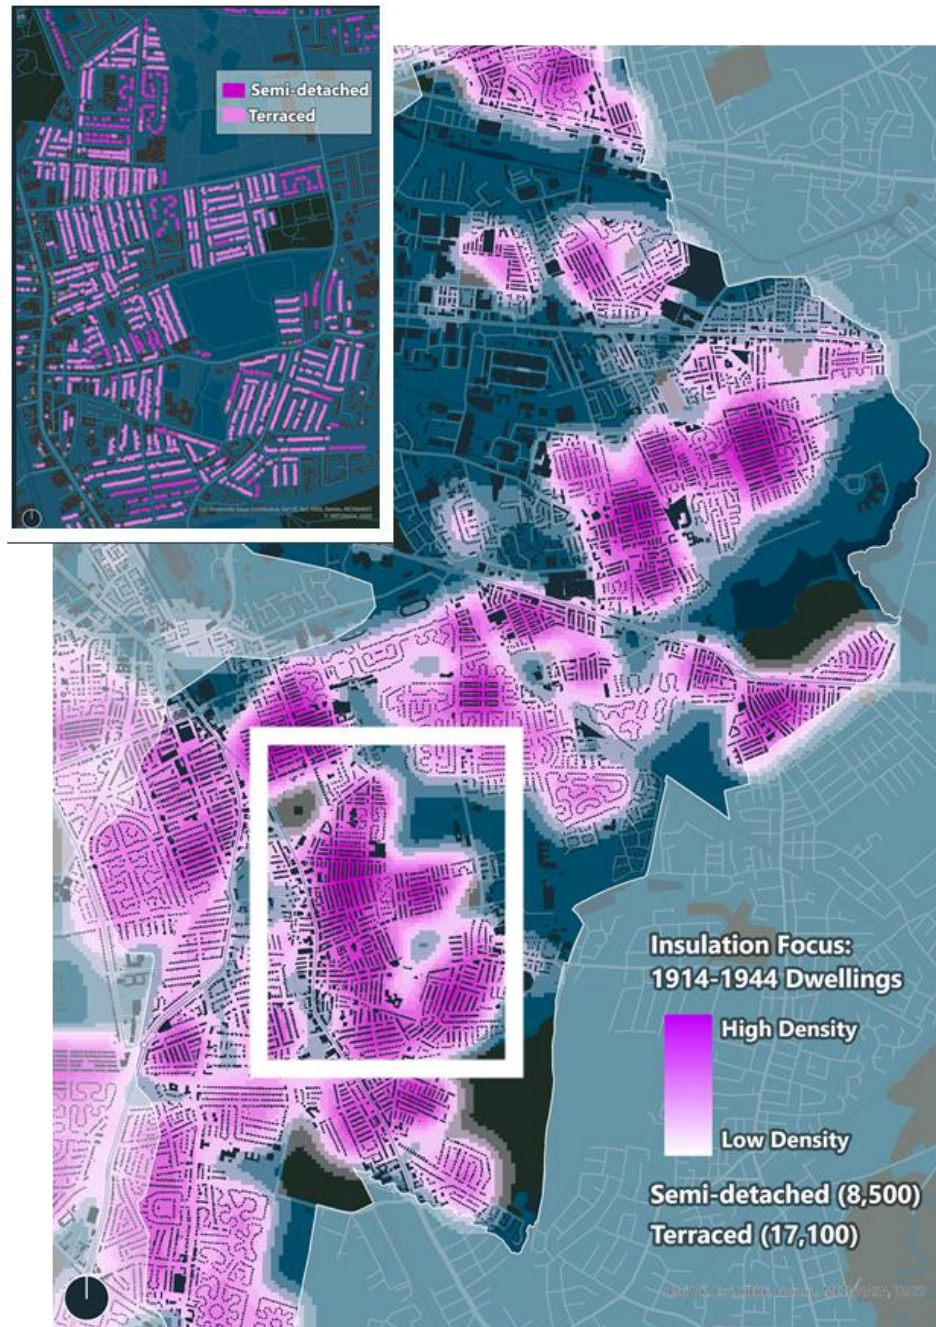 Semi-detached
Terraced
Insulation Focus:
1914-1944 Dwellings
High Density
Low Density
Semi-detached (8,500)
Terraced (17,100)